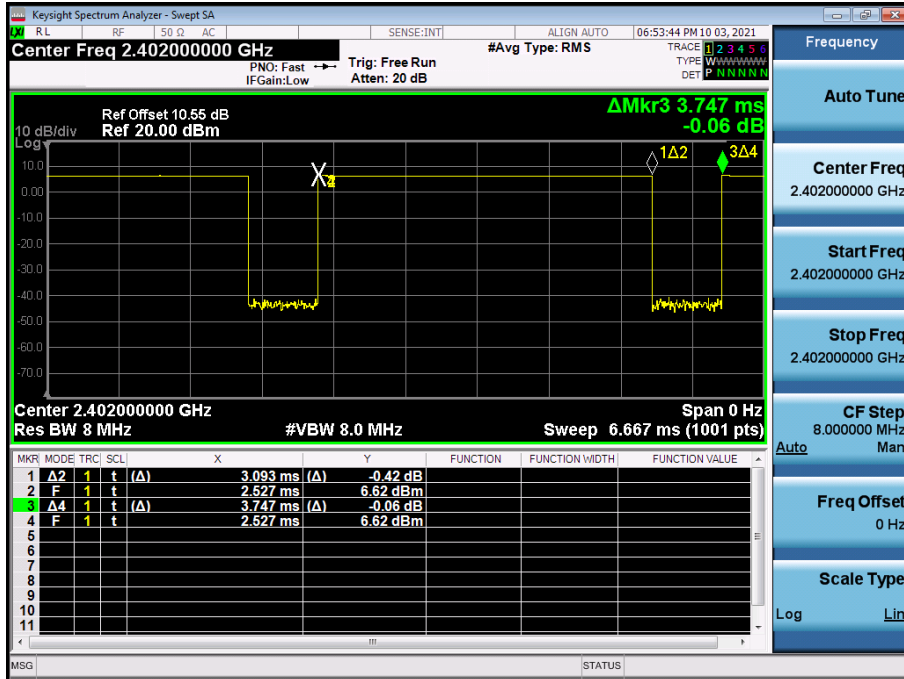 Keysight Spectrum Analyzer - Swept SA
LXI RL RF 50 Ω AC SENSE:INT ALIGN AUTO 06:53:44 PM 10 03, 2021
Center Freq 2.402000000 GHz #Avg Type: RMS TRACE 1 2 3 4 5 6
PNO: Fast Trig: Free Run TYPE WWWWWW
IFGain:Low Atten: 20 dB DET P N N N N N
Ref Offset 10.55 dB ΔMkr3 3.747 ms
10 dB/div Ref 20.00 dBm -0.06 dB
Log
1Δ2 3Δ4
10.0
X 2
0.00
-10.0
-20.0
-30.0
-40.0
-50.0
-60.0
-70.0
Center 2.402000000 GHz Span 0 Hz
Res BW 8 MHz #VBW 8.0 MHz Sweep 6.667 ms (1001 pts)
MKR MODE TRC SCL X Y FUNCTION FUNCTION WIDTH FUNCTION VALUE
1 Δ2 1 t (Δ) 3.093 ms (Δ) -0.42 dB
2 F 1 t 2.527 ms 6.62 dBm
3 Δ4 1 t (Δ) 3.747 ms (Δ) -0.06 dB
4 F 1 t 2.527 ms 6.62 dBm
5
6
7
8
9
10
11
MSG STATUS
Frequency
Auto Tune
Center Freq
2.402000000 GHz
Start Freq
2.402000000 GHz
Stop Freq
2.402000000 GHz
CF Step
8.000000 MHz
Auto Man
Freq Offset
0 Hz
Scale Type
Log Lin